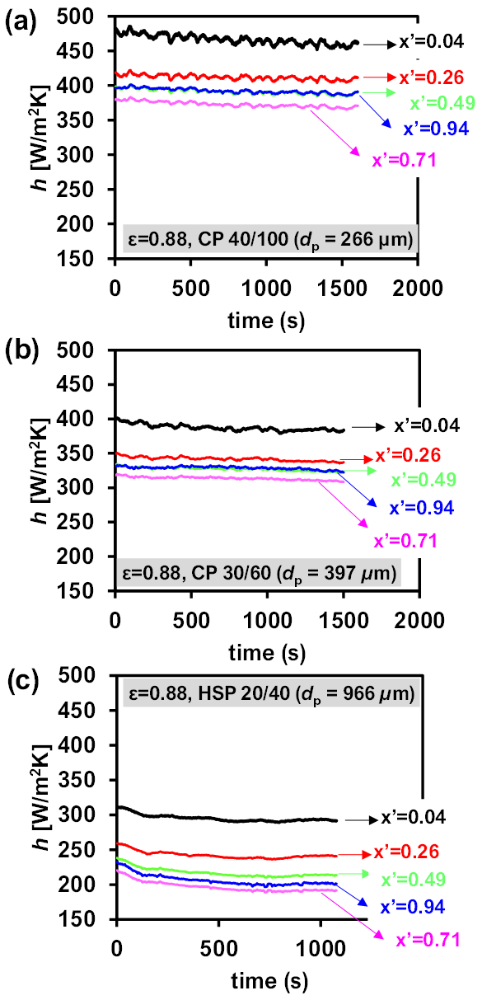 (a)
500
450
400
350
300
250
200
150
h [W/m²K]
x’=0.04
x’=0.26
x’=0.49
x’=0.94
x’=0.71
ε=0.88, CP 40/100 (dp = 266 µm)
0 500 1000 1500 2000
time (s)
(b)
500
450
400
350
300
250
200
150
h [W/m²K]
x’=0.04
x’=0.26
x’=0.49
x’=0.94
x’=0.71
ε=0.88, CP 30/60 (dp = 397 µm)
0 500 1000 1500 2000
time (s)
(c)
500
450
400
350
300
250
200
150
h [W/m²K]
ε=0.88, HSP 20/40 (dp = 966 µm)
x’=0.04
x’=0.26
x’=0.49
x’=0.94
x’=0.71
0 500 1000
time (s)